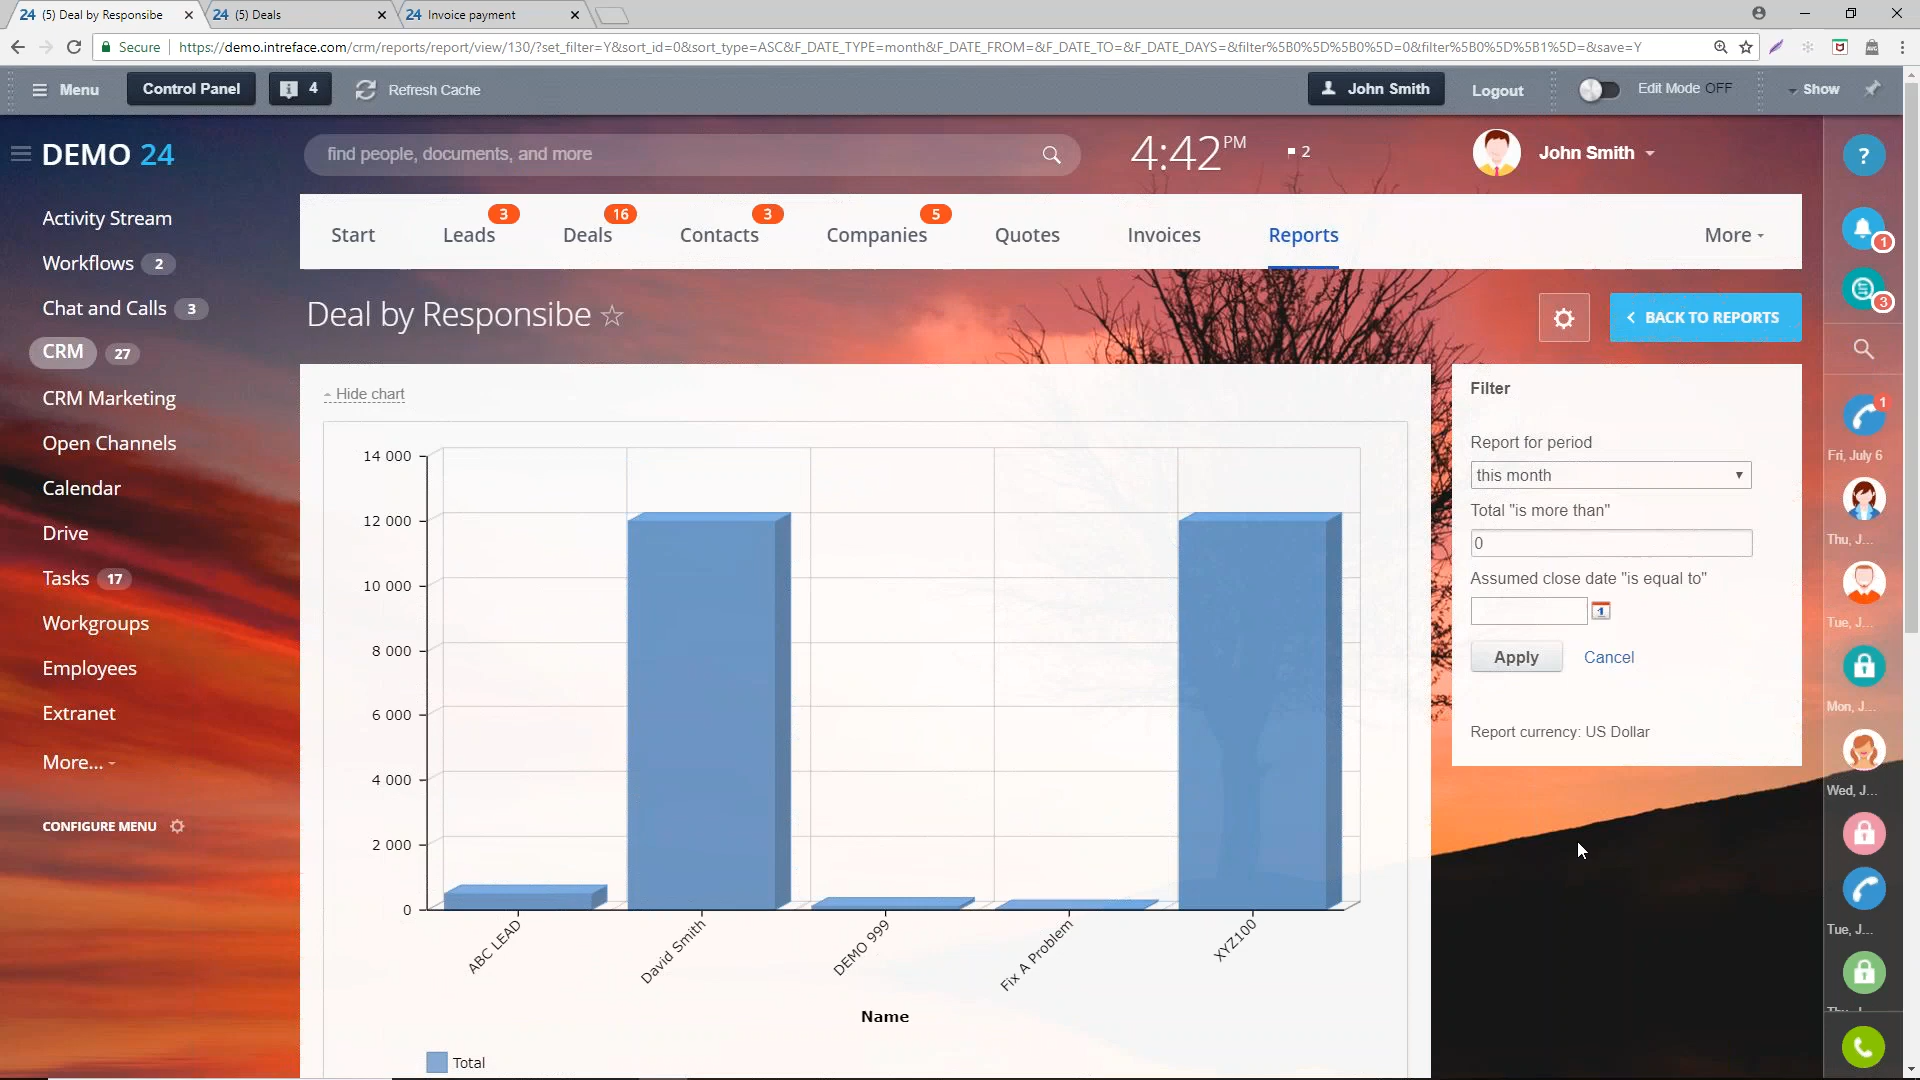 24 (5) Deal by Responsibe
24 (5) Deals
24 Invoice payment
Secure https://demo.intreface.com/crm/reports/report/view/130/?set_filter=Y&sort_id=0&sort_type=ASC&F_DATE_TYPE=month&F_DATE_FROM=&F_DATE_TO=&F_DATE_DAYS=&filter%5B0%5D%5B0%5D=0&filter%5B0%5D%5B1%5D=&save=Y
Menu Control Panel 4 Refresh Cache John Smith Logout Edit Mode OFF Show
DEMO 24
find people, documents, and more
4:42 PM
2
John Smith
?
Activity Stream
Workflows 2
Chat and Calls 3
CRM 27
CRM Marketing
Open Channels
Calendar
Drive
Tasks 17
Workgroups
Employees
Extranet
More...
CONFIGURE MENU
Start
Leads 3
Deals 16
Contacts 3
Companies 5
Quotes
Invoices
Reports
More
Deal by Responsibe
BACK TO REPORTS
Hide chart
14 000
12 000
10 000
8 000
6 000
4 000
2 000
0
ABC LEAD
David Smith
DEMO 999
Fix A Problem
XYZ100
Name
Total
Filter
Report for period
this month
Total "is more than"
0
Assumed close date "is equal to"
1
Apply Cancel
Report currency: US Dollar
1
3
1
Fri, July 6
Thu, J...
Tue, J...
Mon, J...
Wed, J...
Tue, J...